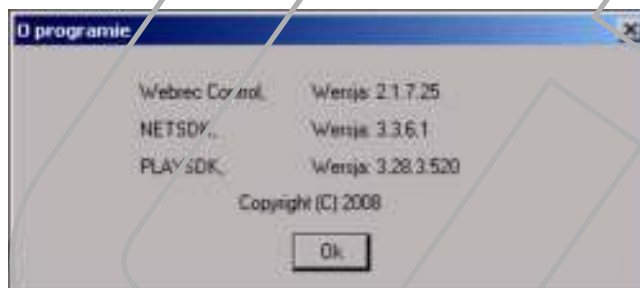 O programie
Webrec Control, Wersja: 2.1.7.25
NETSDK, Wersja: 3.3.6.1
PLAYSDK, Wersja: 3.28.3.520
Copyright (C) 2008
Ok